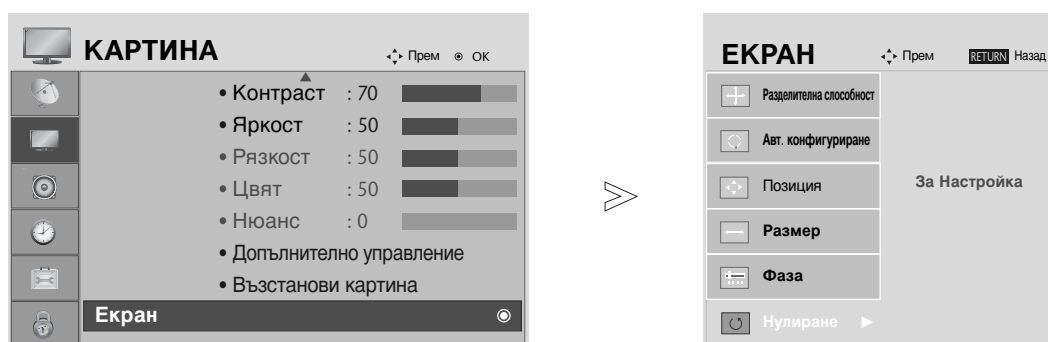 КАРТИНА
Прем ОК
• Контраст : 70
• Яркост : 50
• Рязкост : 50
• Цвят : 50
• Нюанс : 0
• Допълнително управление
• Възстанови картина
Екран
ЕКРАН
Прем RETURN Назад
Разделителна способност
Авт. конфигуриране
Позиция
Размер
Фаза
Нулиране
За Настройка